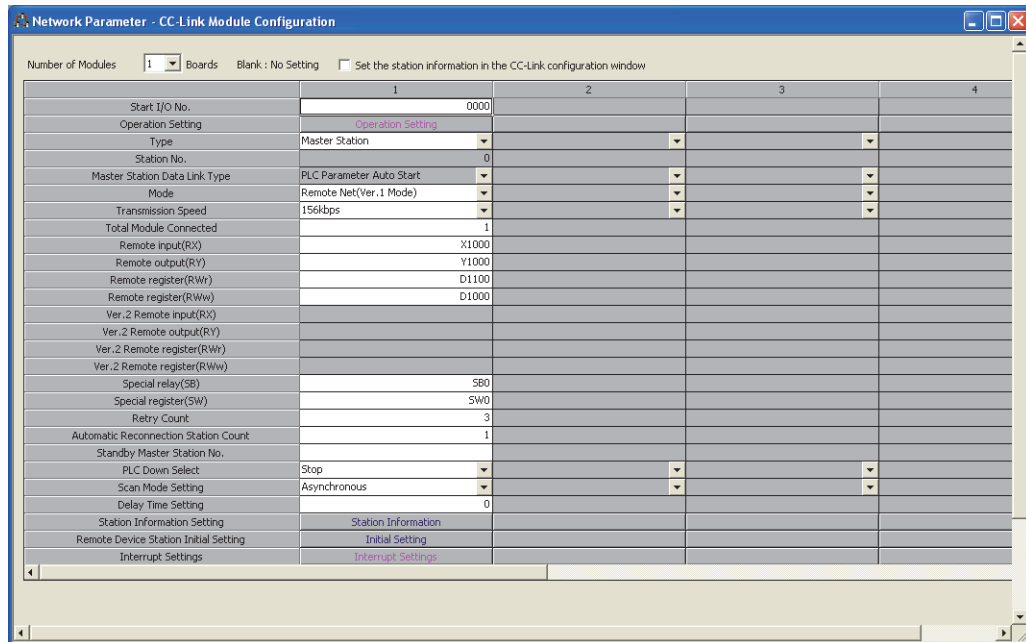 Network Parameter - CC-Link Module Configuration
Number of Modules 1 Boards Blank : No Setting Set the station information in the CC-Link configuration window
1 2 3 4
Start I/O No. 0000
Operation Setting Operation Setting
Type Master Station
Station No. 0
Master Station Data Link Type PLC Parameter Auto Start
Mode Remote Net(Ver.1 Mode)
Transmission Speed 156kbps
Total Module Connected 1
Remote input(RX) X1000
Remote output(RY) Y1000
Remote register(RWr) D1100
Remote register(RWw) D1000
Ver.2 Remote input(RX)
Ver.2 Remote output(RY)
Ver.2 Remote register(RWr)
Ver.2 Remote register(RWw)
Special relay(SB) SB0
Special register(SW) SW0
Retry Count 3
Automatic Reconnection Station Count 1
Standby Master Station No.
PLC Down Select Stop
Scan Mode Setting Asynchronous
Delay Time Setting 0
Station Information Setting Station Information
Remote Device Station Initial Setting Initial Setting
Interrupt Settings Interrupt Settings